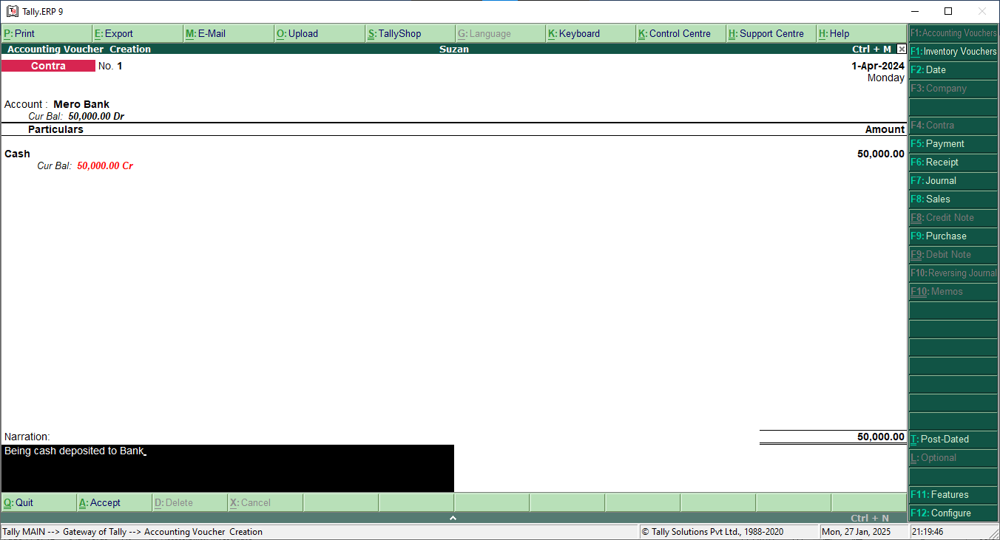 Tally.ERP 9
P: Print E: Export M: E-Mail O: Upload S: TallyShop G: Language K: Keyboard K: Control Centre H: Support Centre H: Help
Accounting Voucher Creation Suzan Ctrl + M
Contra No. 1 1-Apr-2024
Monday
Account : Mero Bank
Cur Bal: 50,000.00 Dr
Particulars Amount
Cash 50,000.00
Cur Bal: 50,000.00 Cr
Narration: 50,000.00
Being cash deposited to Bank
Q: Quit A: Accept D: Delete X: Cancel
Ctrl + N
Tally MAIN --> Gateway of Tally --> Accounting Voucher Creation © Tally Solutions Pvt Ltd., 1988-2020 Mon, 27 Jan, 2025 21:19:46
F1: Accounting Vouchers
F1: Inventory Vouchers
F2: Date
F3: Company
F4: Contra
F5: Payment
F6: Receipt
F7: Journal
F8: Sales
F8: Credit Note
F9: Purchase
F9: Debit Note
F10: Reversing Journal
F10: Memos
T: Post-Dated
L: Optional
F11: Features
F12: Configure